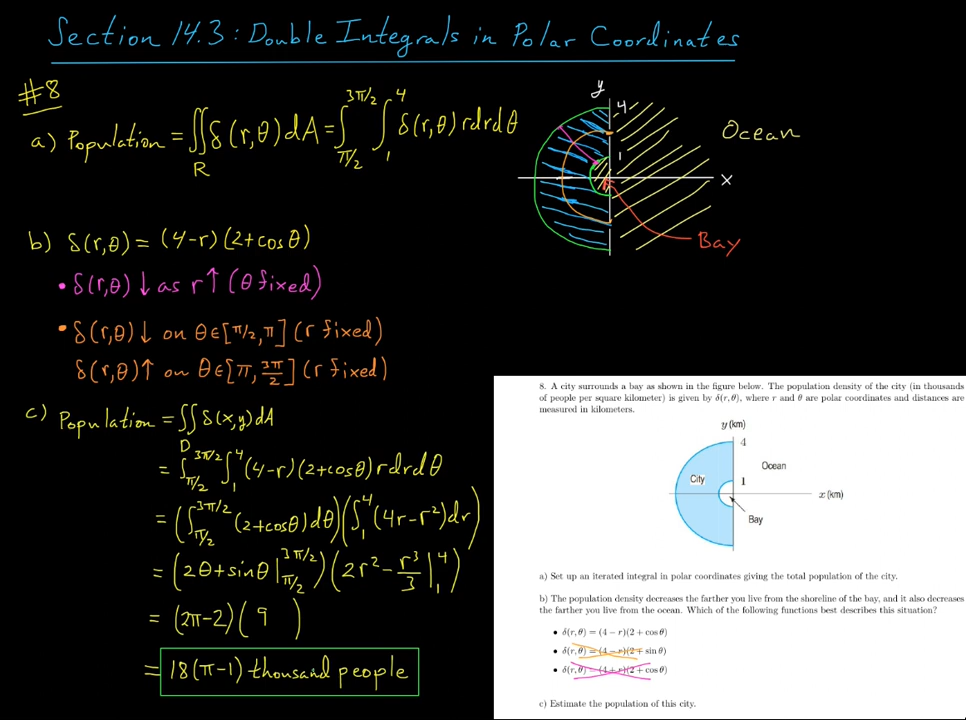 Section 14.3: Double Integrals in Polar Coordinates
#8
a) Population = ∬_R δ(r,θ) dA = ∫_{π/2}^{3π/2} ∫_1^4 δ(r,θ) r dr dθ
y
4
1
x
Ocean
Bay
b) δ(r,θ) = (4-r)(2+cosθ)
• δ(r,θ) ↓ as r↑ (θ fixed)
• δ(r,θ) ↓ on θ∈[π/2,π] (r fixed)
δ(r,θ) ↑ on θ∈[π, 3π/2] (r fixed)
c) Population = ∬_D δ(x,y) dA
= ∫_{π/2}^{3π/2} ∫_1^4 (4-r)(2+cosθ) r dr dθ
= (∫_{π/2}^{3π/2} (2+cosθ) dθ)(∫_1^4 (4r-r²) dr)
= (2θ+sinθ |_{π/2}^{3π/2})(2r² - r³/3 |_1^4)
= (2π-2)(9)
= 18(π-1) thousand people
8. A city surrounds a bay as shown in the figure below. The population density of the city (in thousands
of people per square kilometer) is given by δ(r, θ), where r and θ are polar coordinates and distances are
measured in kilometers.
y (km)
4
Ocean
City
1
x (km)
Bay
a) Set up an iterated integral in polar coordinates giving the total population of the city.
b) The population density decreases the farther you live from the shoreline of the bay, and it also decreases
the farther you live from the ocean. Which of the following functions best describes this situation?
• δ(r, θ) = (4 − r)(2 + cos θ)
• δ(r, θ) = (4 − r)(2 + sin θ)
• δ(r, θ) = (4 + r)(2 + cos θ)
c) Estimate the population of this city.